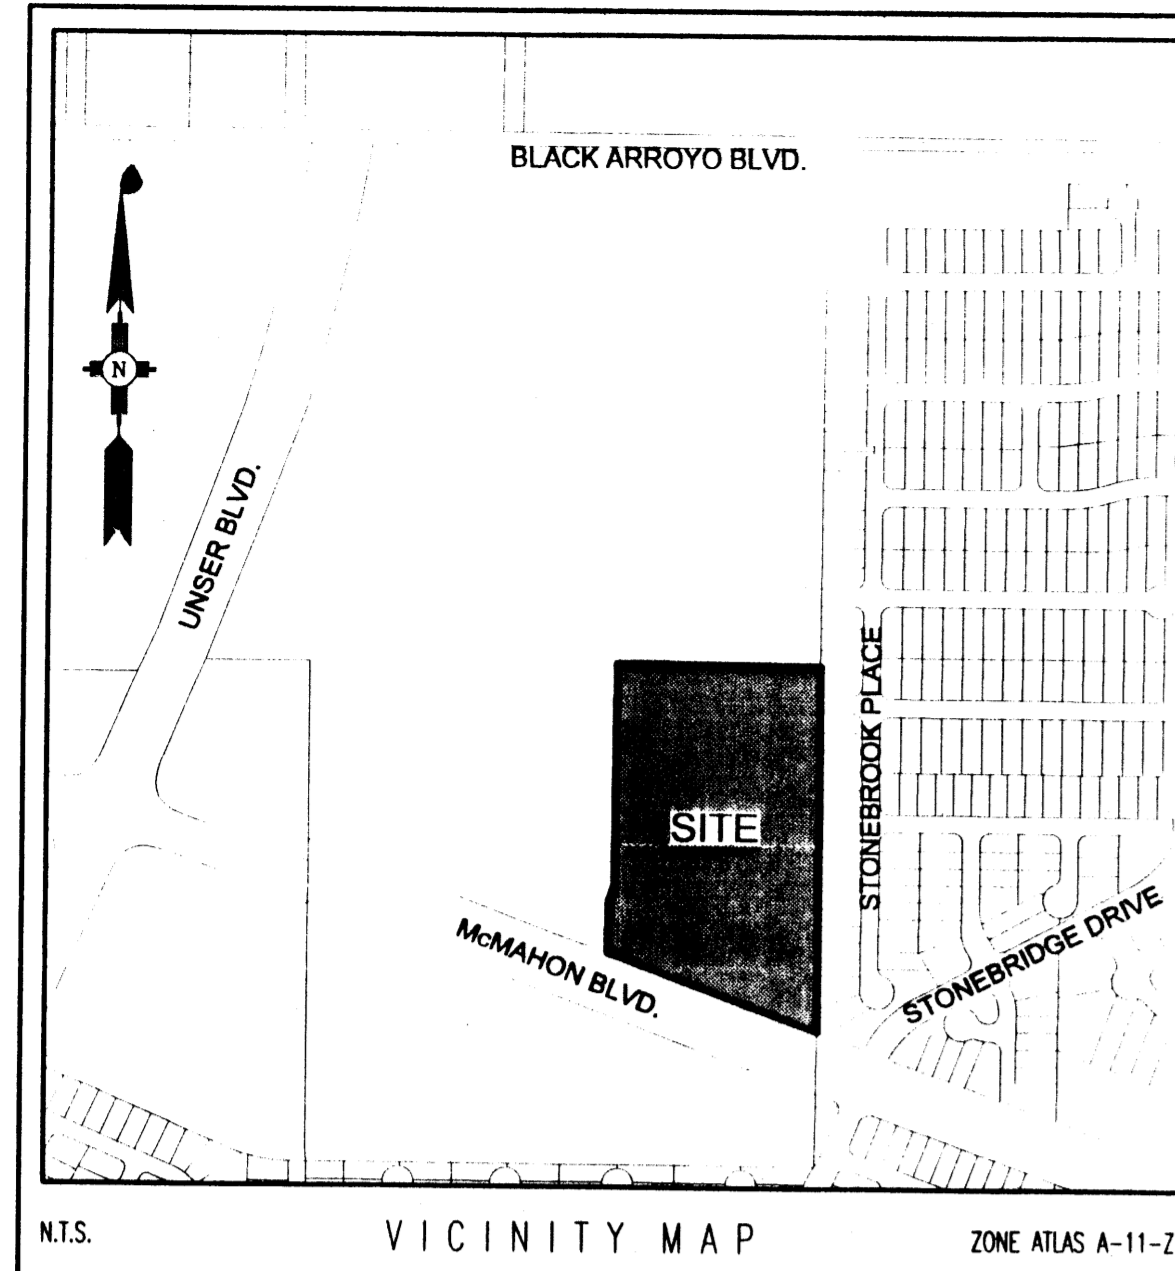 BLACK ARROYO BLVD.
N
UNSER BLVD.
STONEBROOK PLACE
SITE
McMAHON BLVD.
STONEBRIDGE DRIVE
N.T.S.
VICINITY MAP
ZONE ATLAS A-11-Z